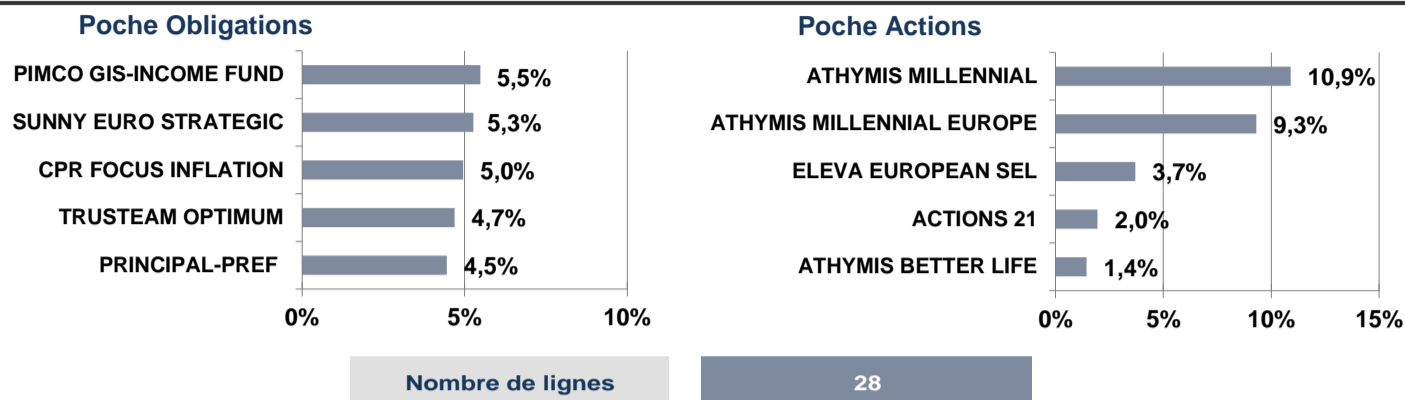 Poche Obligations
PIMCO GIS-INCOME FUND 5,5%
SUNNY EURO STRATEGIC 5,3%
CPR FOCUS INFLATION 5,0%
TRUSTEAM OPTIMUM 4,7%
PRINCIPAL-PREF 4,5%
0% 5% 10%
Poche Actions
ATHYMIS MILLENNIAL 10,9%
ATHYMIS MILLENNIAL EUROPE 9,3%
ELEVA EUROPEAN SEL 3,7%
ACTIONS 21 2,0%
ATHYMIS BETTER LIFE 1,4%
0% 5% 10% 15%
Nombre de lignes 28